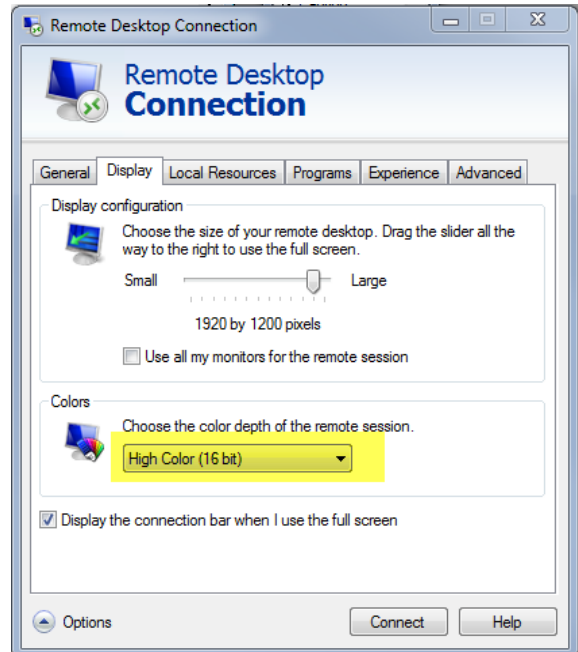 Remote Desktop Connection
Remote Desktop
Connection
General Display Local Resources Programs Experience Advanced
Display configuration
Choose the size of your remote desktop. Drag the slider all the
way to the right to use the full screen.
Small Large
1920 by 1200 pixels
Use all my monitors for the remote session
Colors
Choose the color depth of the remote session.
High Color (16 bit)
Display the connection bar when I use the full screen
Options Connect Help